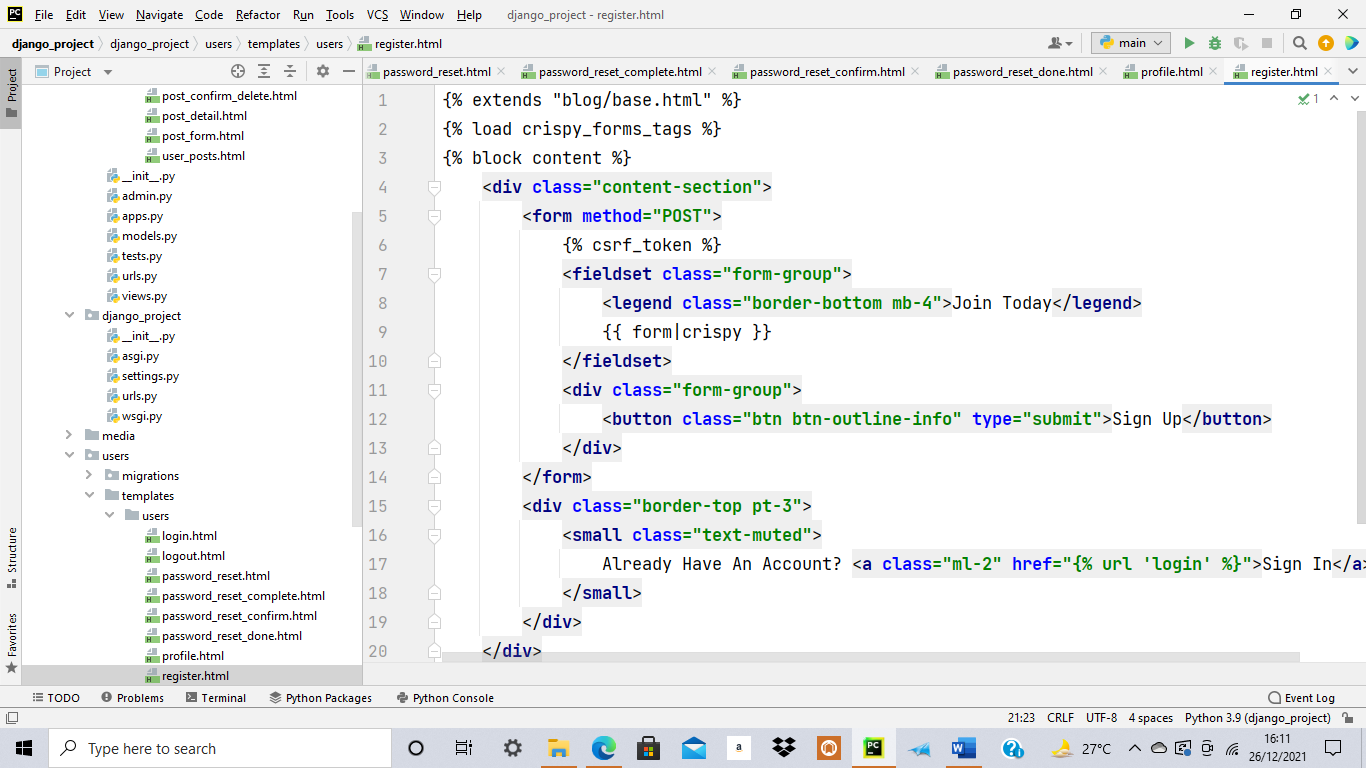 File Edit View Navigate Code Refactor Run Tools VCS Window Help django_project - register.html
django_project django_project users templates users register.html main
Project
password_reset.html password_reset_complete.html password_reset_confirm.html password_reset_done.html profile.html register.html
Project
post_confirm_delete.html
post_detail.html
post_form.html
user_posts.html
__init__.py
admin.py
apps.py
models.py
tests.py
urls.py
views.py
django_project
__init__.py
asgi.py
settings.py
urls.py
wsgi.py
media
users
migrations
templates
users
login.html
logout.html
password_reset.html
password_reset_complete.html
password_reset_confirm.html
password_reset_done.html
profile.html
register.html
Structure
Favorites
1 {% extends "blog/base.html" %}
2 {% load crispy_forms_tags %}
3 {% block content %}
4 <div class="content-section">
5 <form method="POST">
6 {% csrf_token %}
7 <fieldset class="form-group">
8 <legend class="border-bottom mb-4">Join Today</legend>
9 {{ form|crispy }}
10 </fieldset>
11 <div class="form-group">
12 <button class="btn btn-outline-info" type="submit">Sign Up</button>
13 </div>
14 </form>
15 <div class="border-top pt-3">
16 <small class="text-muted">
17 Already Have An Account? <a class="ml-2" href="{% url 'login' %}">Sign In</a>
18 </small>
19 </div>
20 </div>
1
TODO Problems Terminal Python Packages Python Console Event Log
21:23 CRLF UTF-8 4 spaces Python 3.9 (django_project)
Type here to search
27°C
16:11
26/12/2021